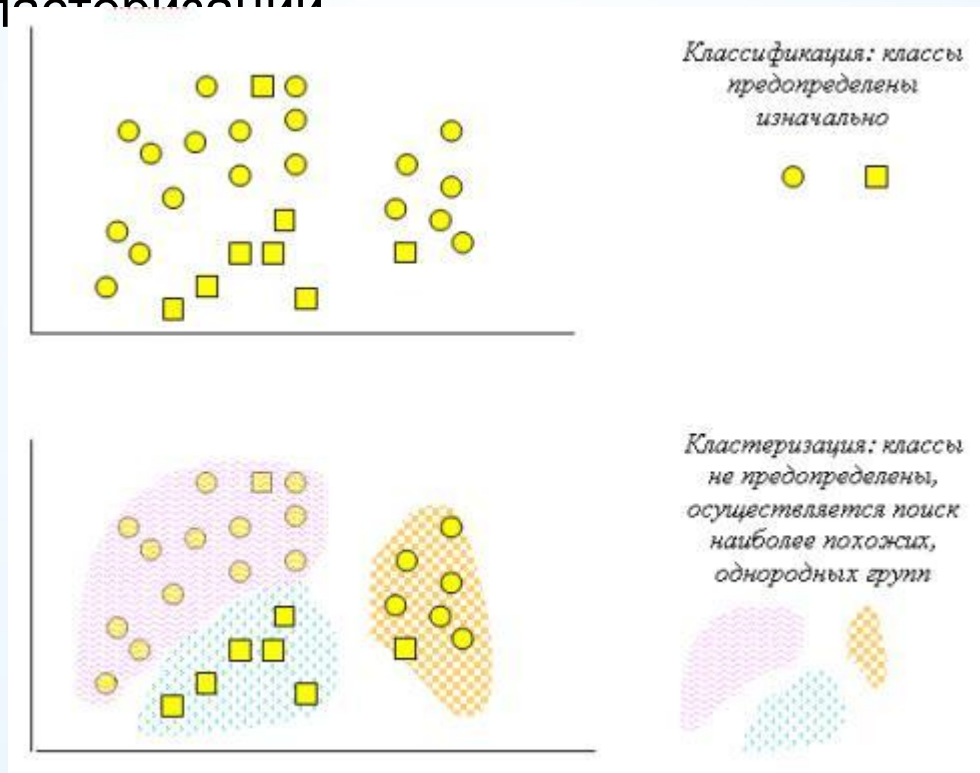 Классификация: классы
предопределены
изначально
Кластеризация: классы
не предопределены,
осуществляется поиск
наиболее похожих,
однородных групп